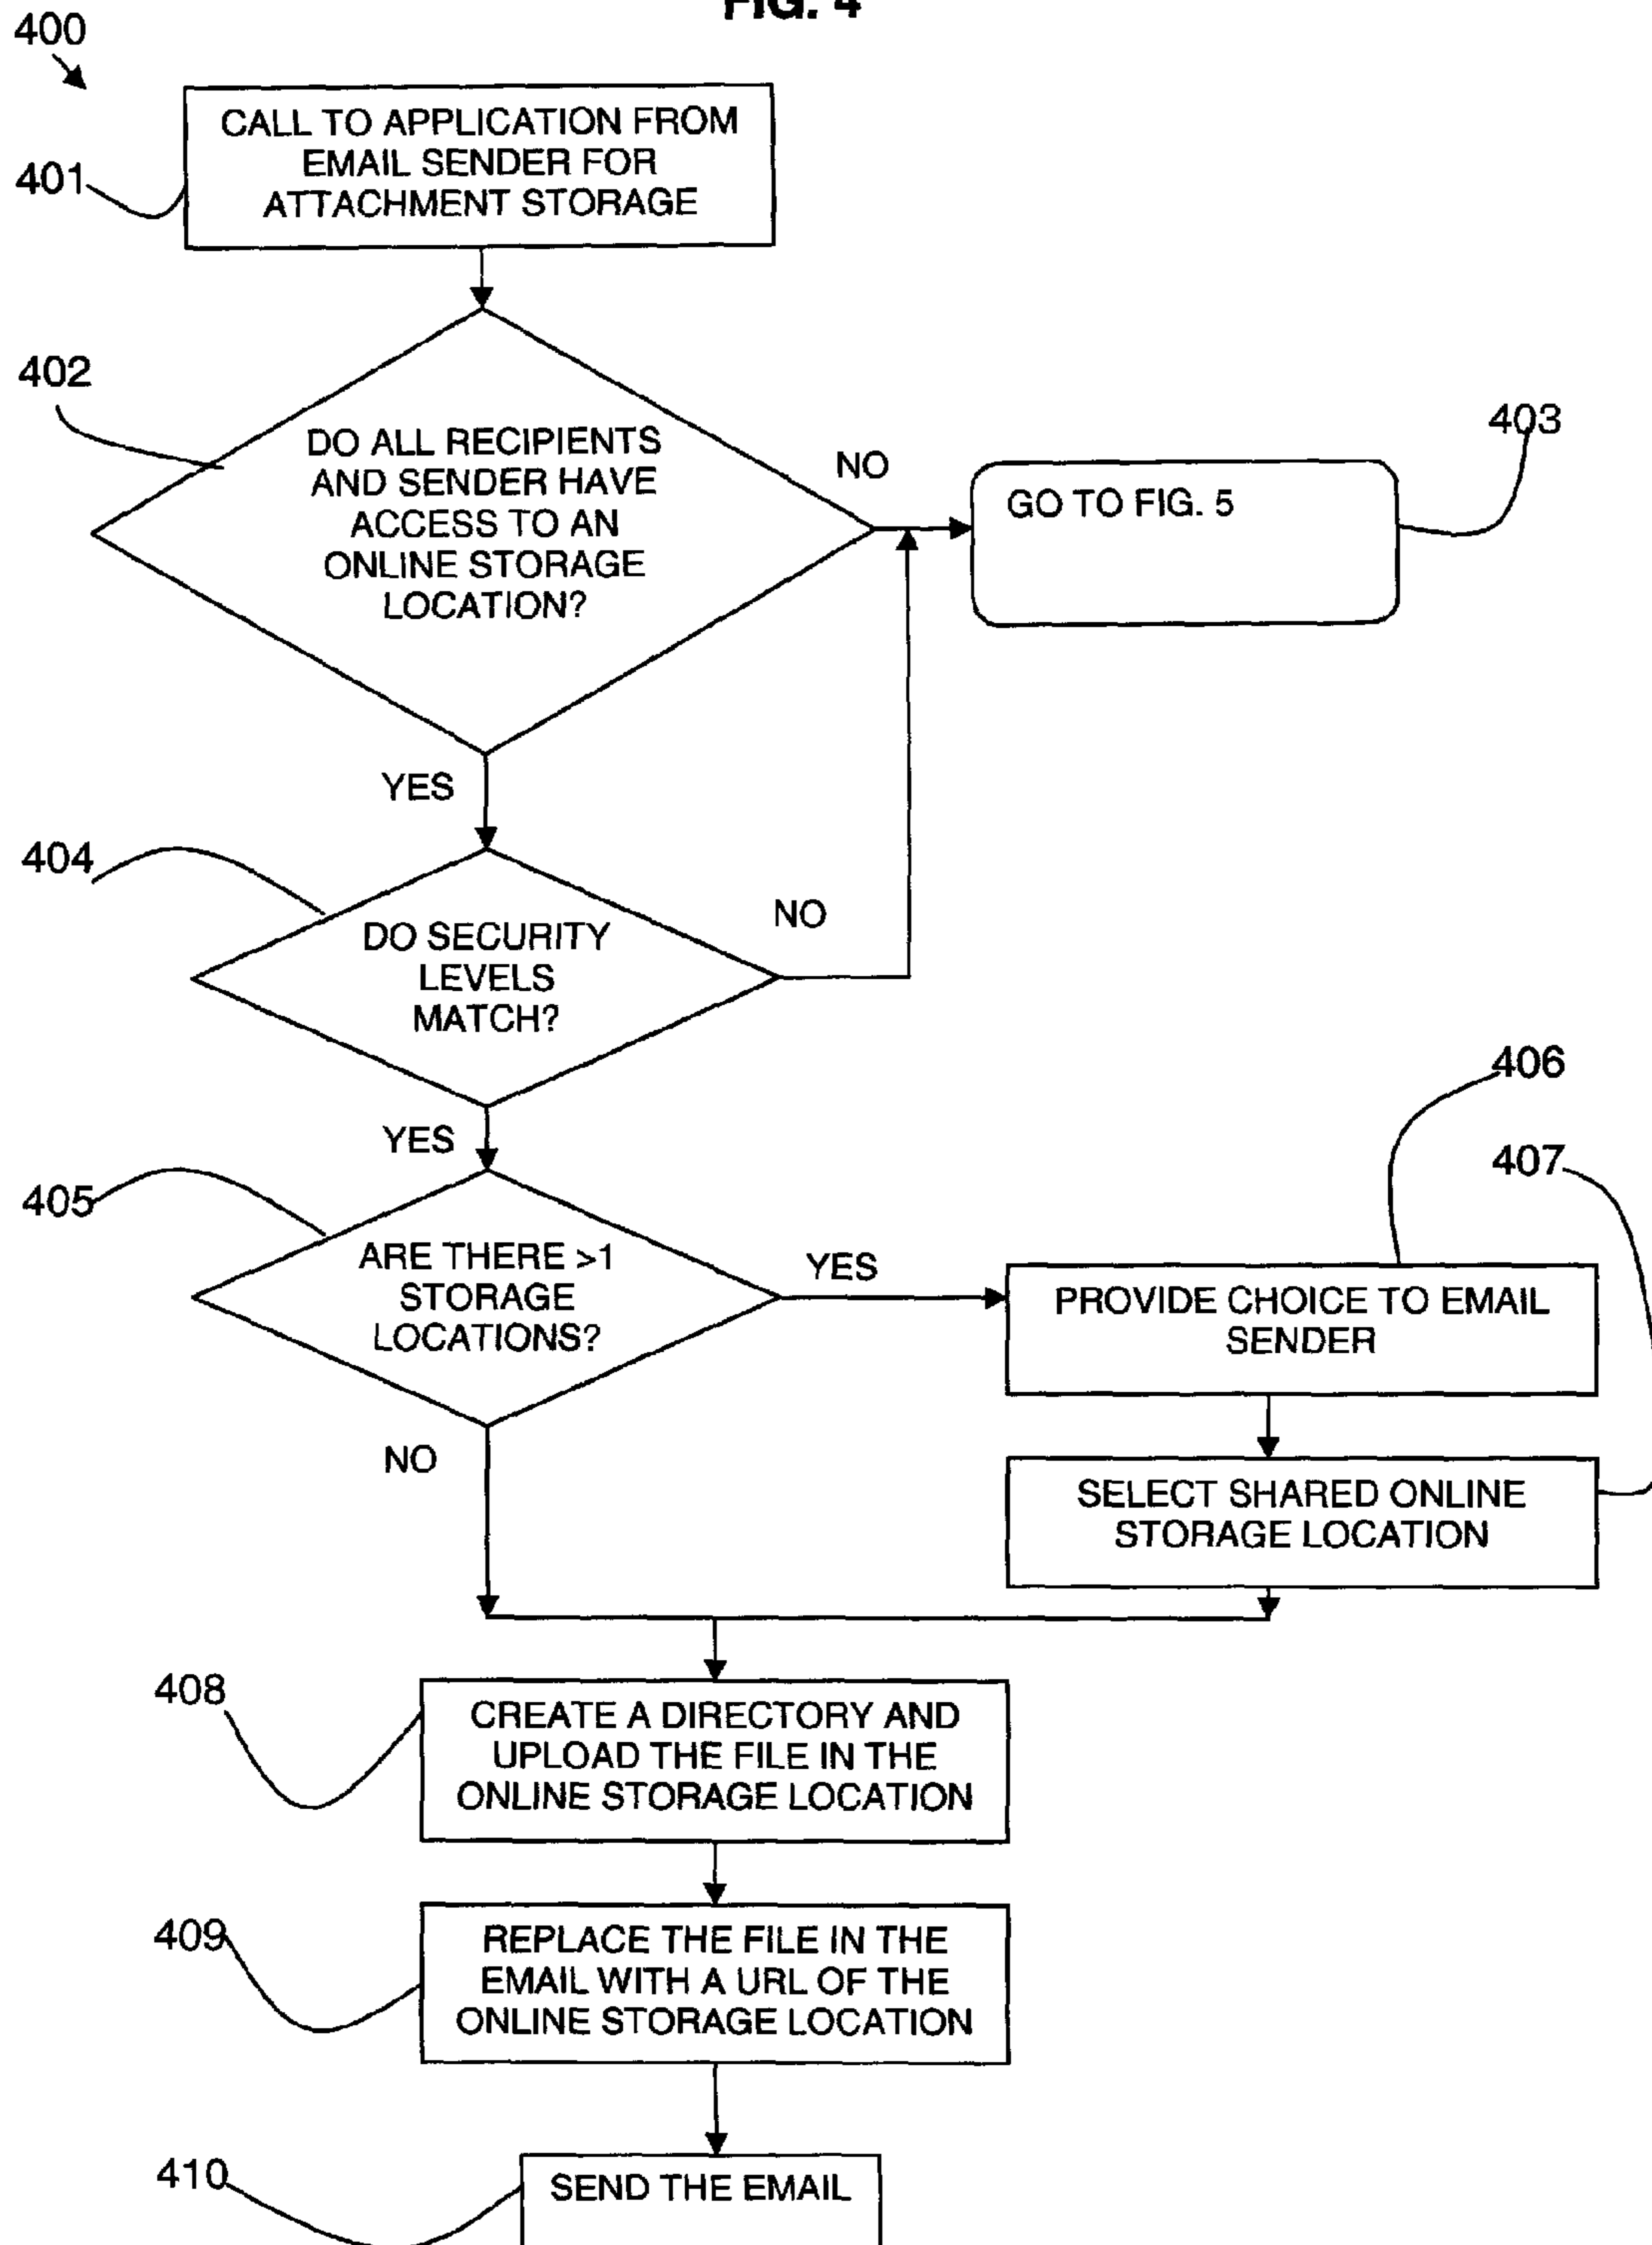 FIG. 4
400
CALL TO APPLICATION FROM
EMAIL SENDER FOR
ATTACHMENT STORAGE
401
402
DO ALL RECIPIENTS
AND SENDER HAVE
ACCESS TO AN
ONLINE STORAGE
LOCATION?
NO
403
GO TO FIG. 5
YES
404
DO SECURITY
LEVELS
MATCH?
NO
YES
405
ARE THERE >1
STORAGE
LOCATIONS?
YES
406
PROVIDE CHOICE TO EMAIL
SENDER
407
SELECT SHARED ONLINE
STORAGE LOCATION
NO
408
CREATE A DIRECTORY AND
UPLOAD THE FILE IN THE
ONLINE STORAGE LOCATION
409
REPLACE THE FILE IN THE
EMAIL WITH A URL OF THE
ONLINE STORAGE LOCATION
410
SEND THE EMAIL